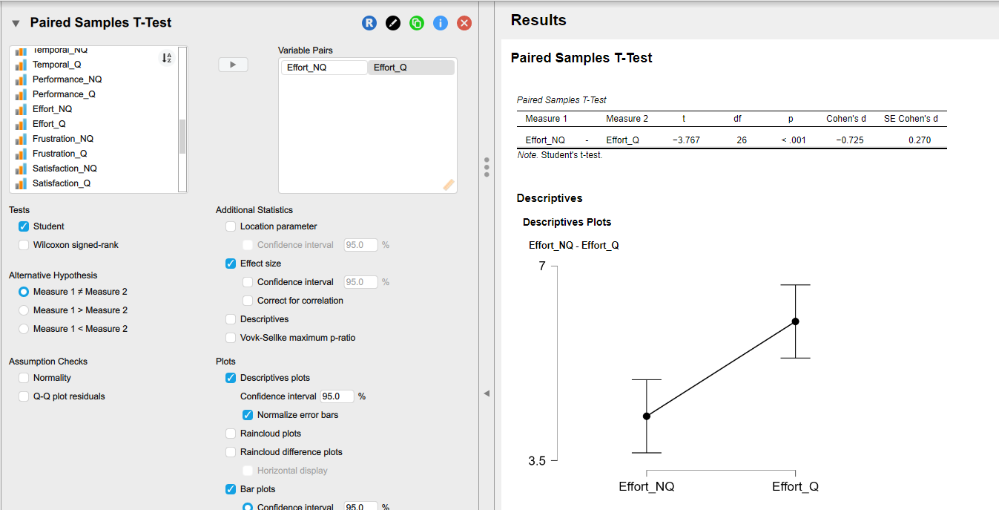 Paired Samples T-Test
R
i
Temporal_NQ
Temporal_Q
Performance_NQ
Performance_Q
Effort_NQ
Effort_Q
Frustration_NQ
Frustration_Q
Satisfaction_NQ
Satisfaction_Q
A
Z
Variable Pairs
Effort_NQ Effort_Q
Tests
Student
Wilcoxon signed-rank
Alternative Hypothesis
Measure 1 ≠ Measure 2
Measure 1 > Measure 2
Measure 1 < Measure 2
Assumption Checks
Normality
Q-Q plot residuals
Additional Statistics
Location parameter
Confidence interval 95.0 %
Effect size
Confidence interval 95.0 %
Correct for correlation
Descriptives
Vovk-Sellke maximum p-ratio
Plots
Descriptives plots
Confidence interval 95.0 %
Normalize error bars
Raincloud plots
Raincloud difference plots
Horizontal display
Bar plots
Confidence interval 95.0 %
Results
Paired Samples T-Test
Paired Samples T-Test
Measure 1 Measure 2 t df p Cohen's d SE Cohen's d
Effort_NQ - Effort_Q −3.767 26 < .001 −0.725 0.270
Note. Student's t-test.
Descriptives
Descriptives Plots
Effort_NQ - Effort_Q
7
3.5
Effort_NQ Effort_Q